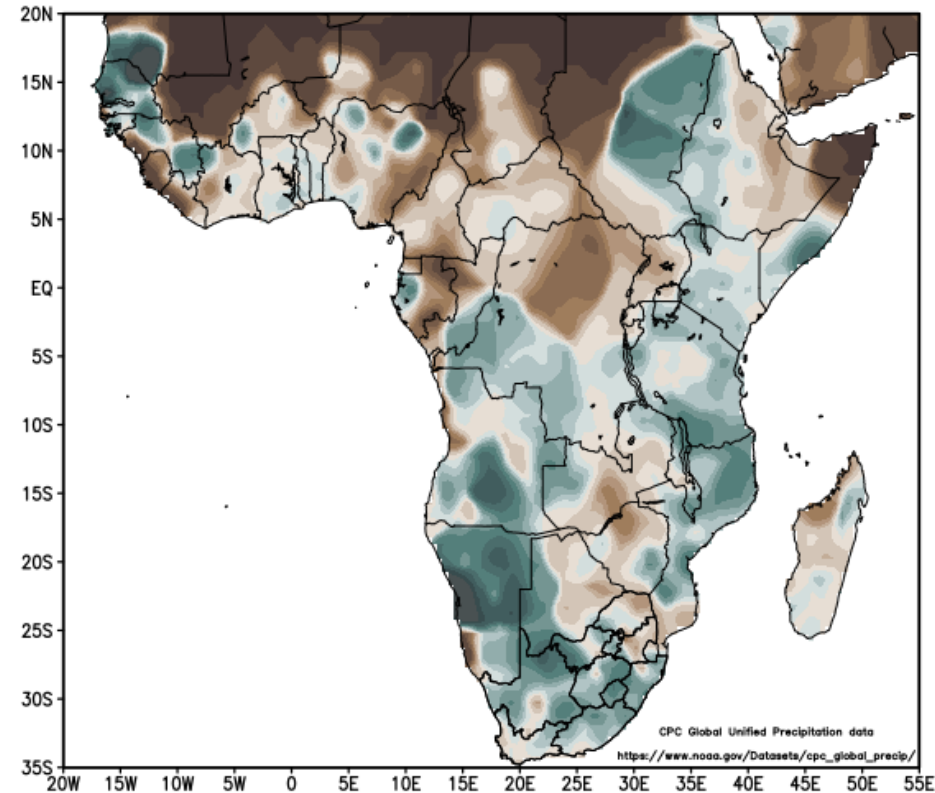 20N
15N
10N
5N
EQ
5S
10S
15S
20S
25S
30S
35S
CPC Global Unified Precipitation data
https://www.noaa.gov/Datasets/cpc_global_precip/
20W 15W 10W 5W 0 5E 10E 15E 20E 25E 30E 35E 40E 45E 50E 55E